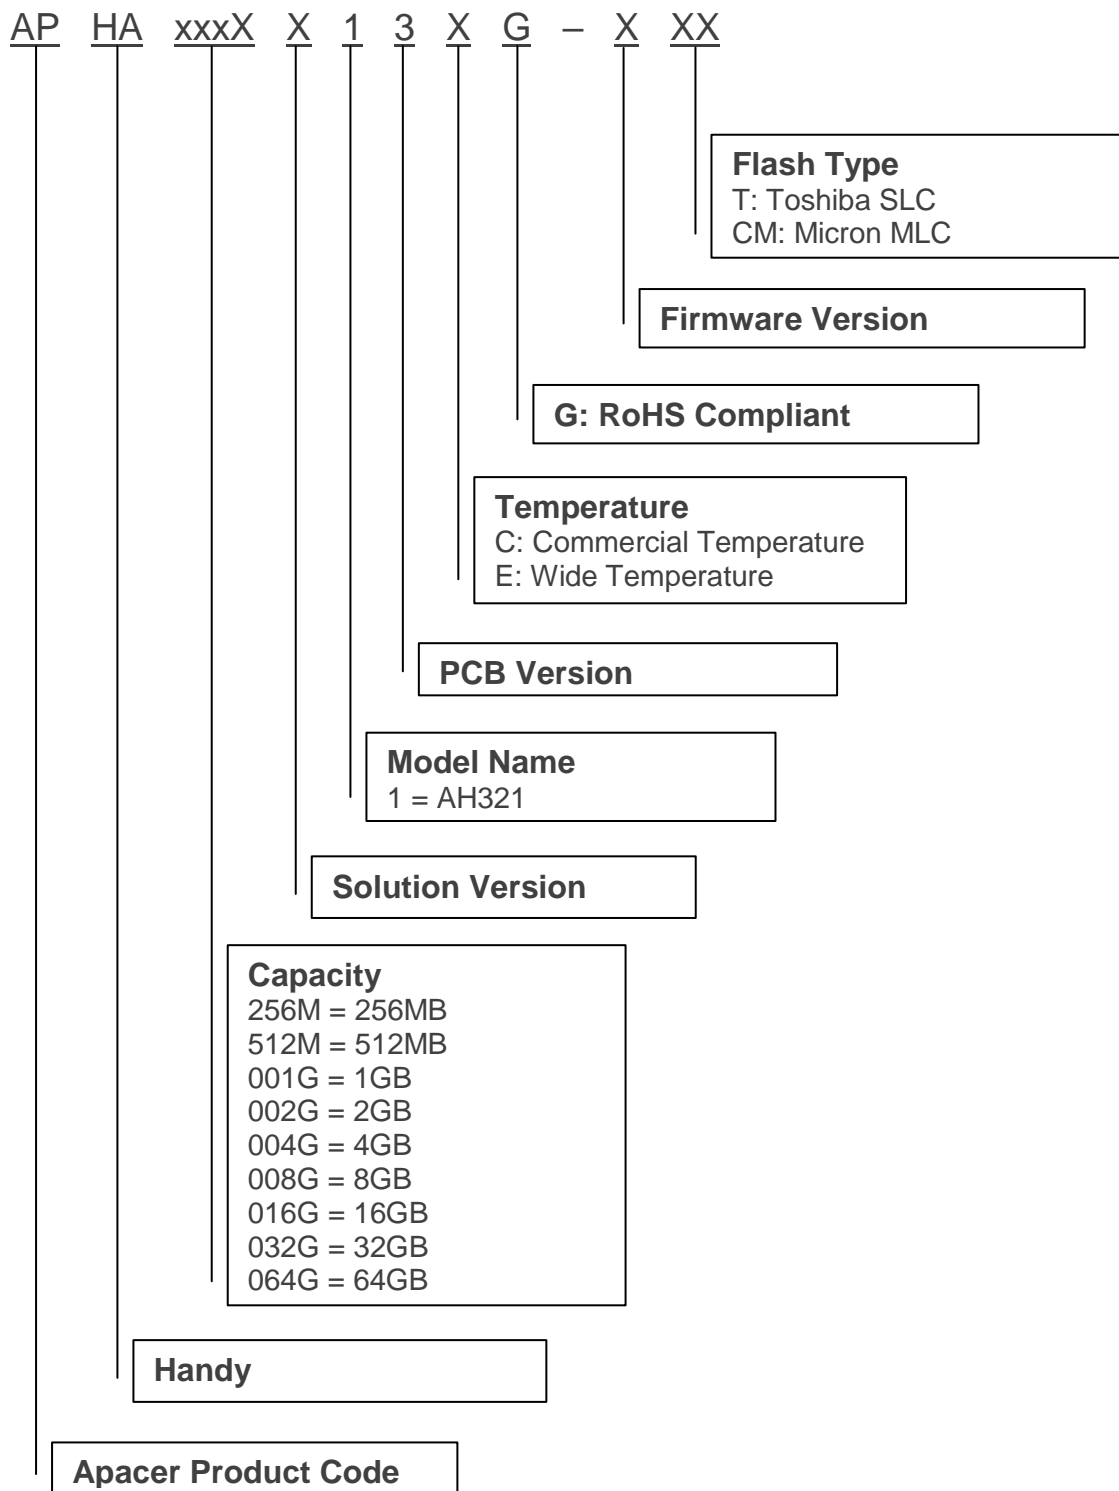 AP HA xxxX X 1 3 X G – X XX
Flash Type
T: Toshiba SLC
CM: Micron MLC
Firmware Version
G: RoHS Compliant
Temperature
C: Commercial Temperature
E: Wide Temperature
PCB Version
Model Name
1 = AH321
Solution Version
Capacity
256M = 256MB
512M = 512MB
001G = 1GB
002G = 2GB
004G = 4GB
008G = 8GB
016G = 16GB
032G = 32GB
064G = 64GB
Handy
Apacer Product Code